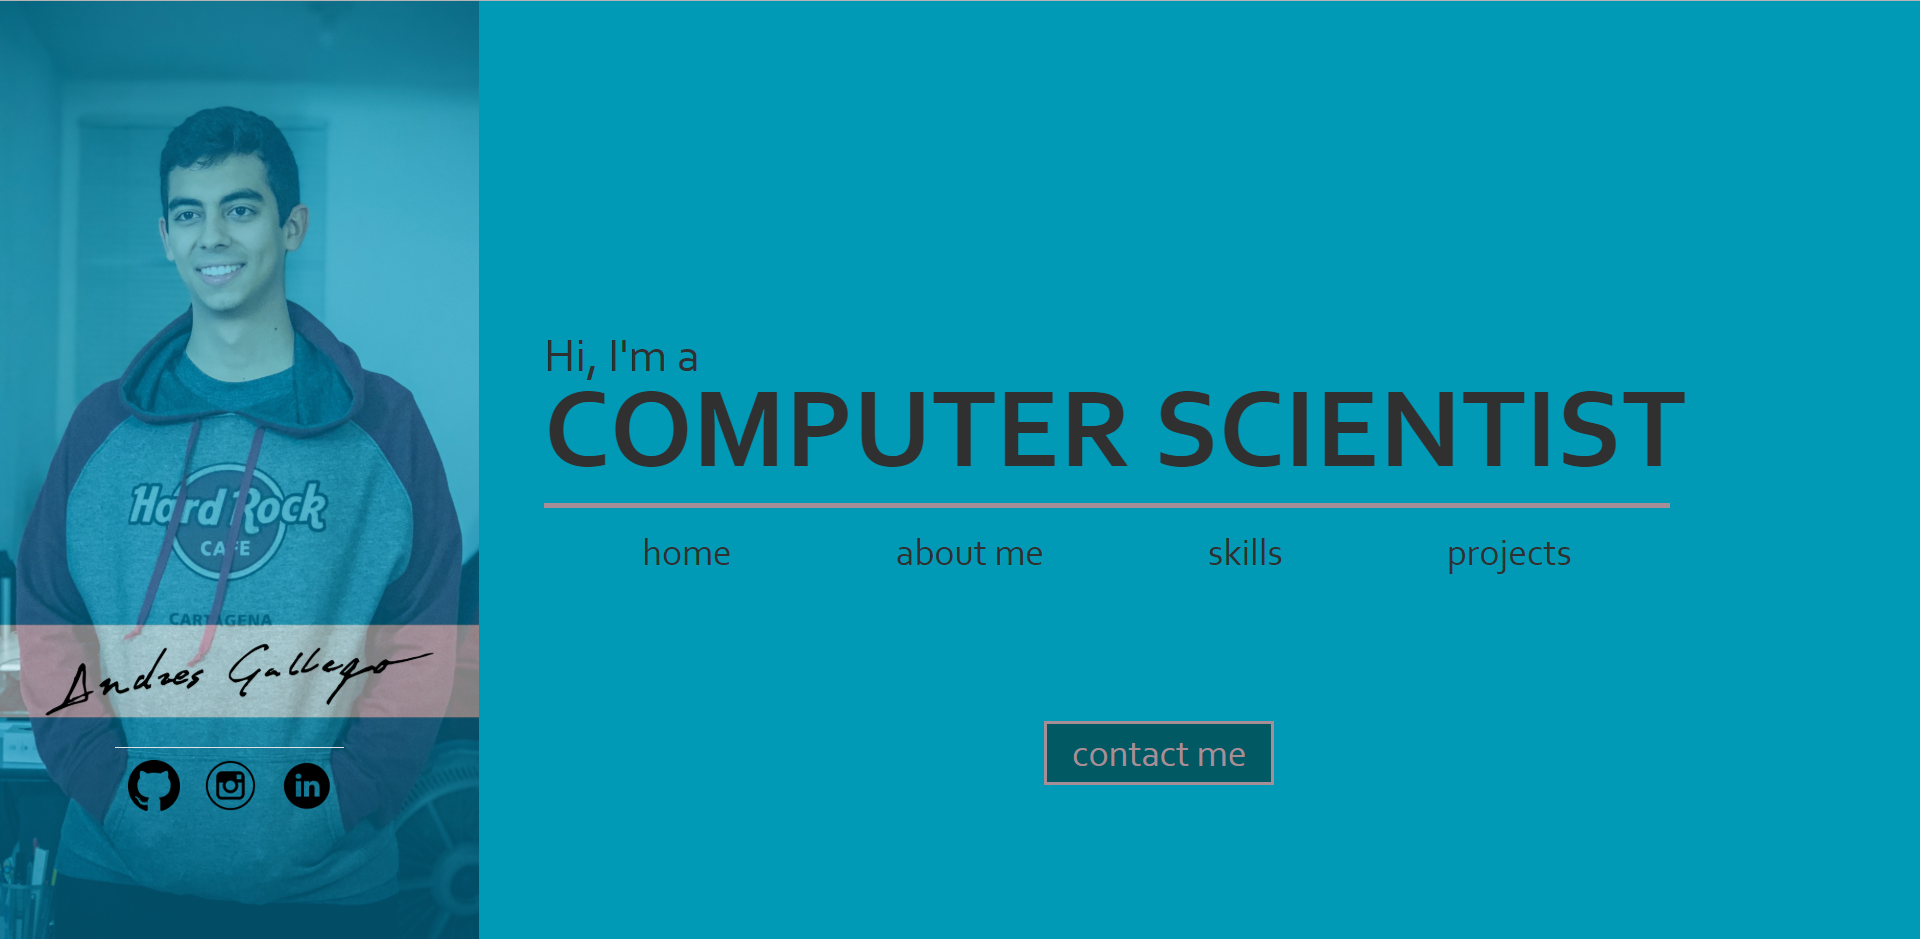 Hard Rock
CAFE
CARTAGENA
Andres Gallego
in
Hi, I'm a
COMPUTER SCIENTIST
home about me skills projects
contact me